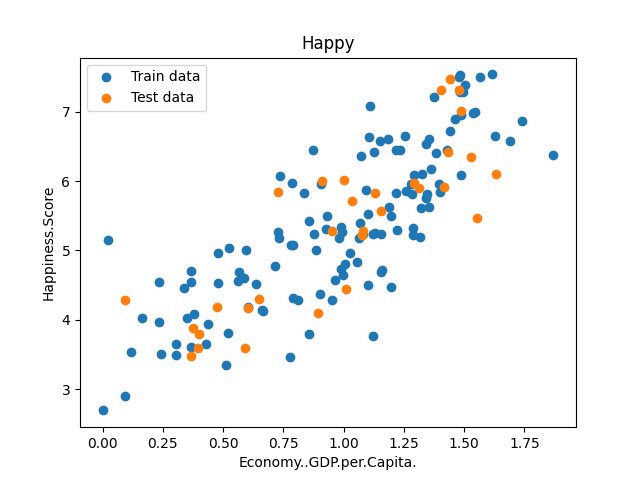 Happy
Train data
Test data
Happiness.Score
7
6
5
4
3
0.00 0.25 0.50 0.75 1.00 1.25 1.50 1.75
Economy..GDP.per.Capita.